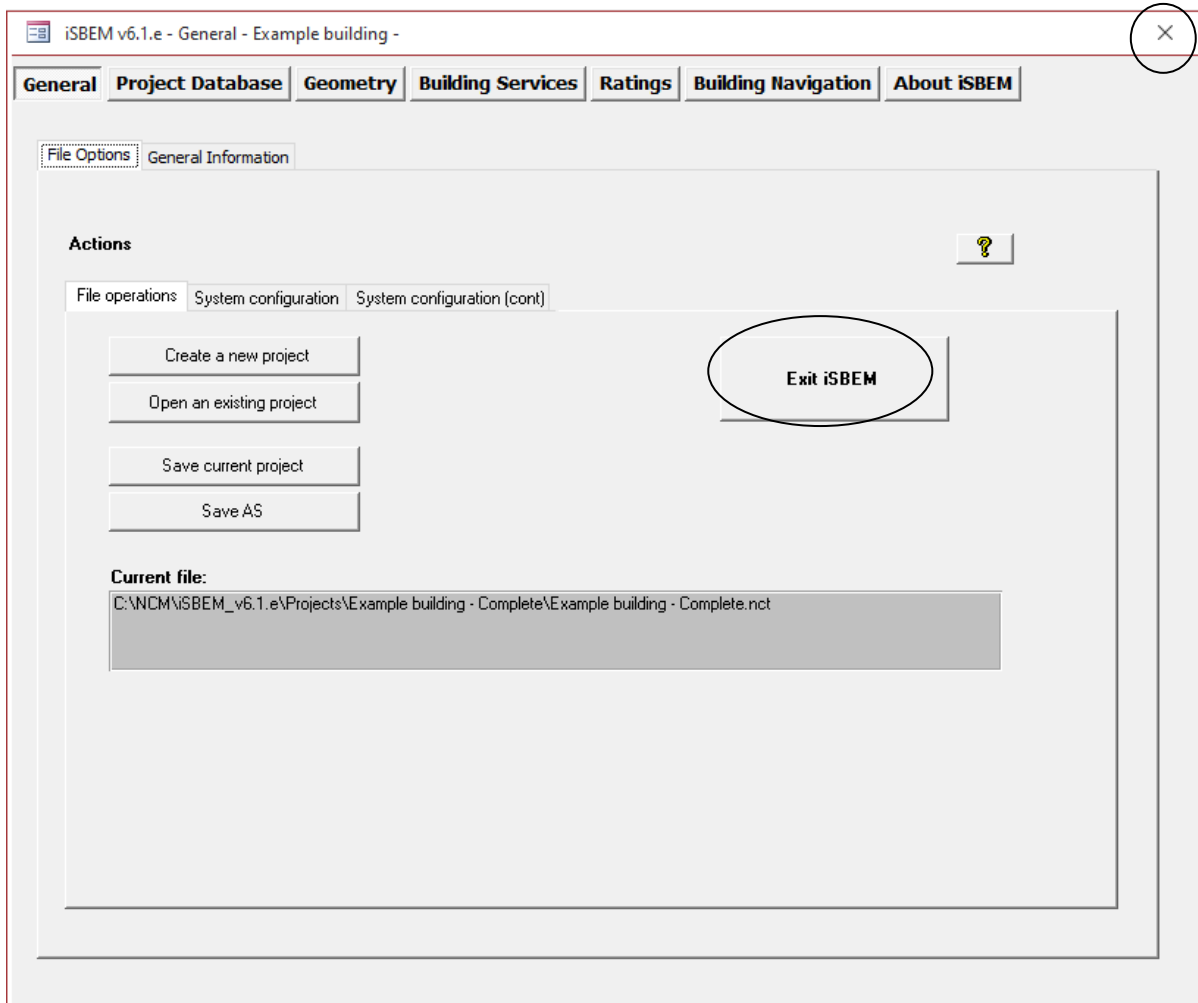 iSBEM v6.1.e - General - Example building -
General Project Database Geometry Building Services Ratings Building Navigation About iSBEM
File Options General Information
Actions ?
File operations System configuration System configuration (cont)
Create a new project
Exit iSBEM
Open an existing project
Save current project
Save AS
Current file:
C:\NCM\iSBEM_v6.1.e\Projects\Example building - Complete\Example building - Complete.nct